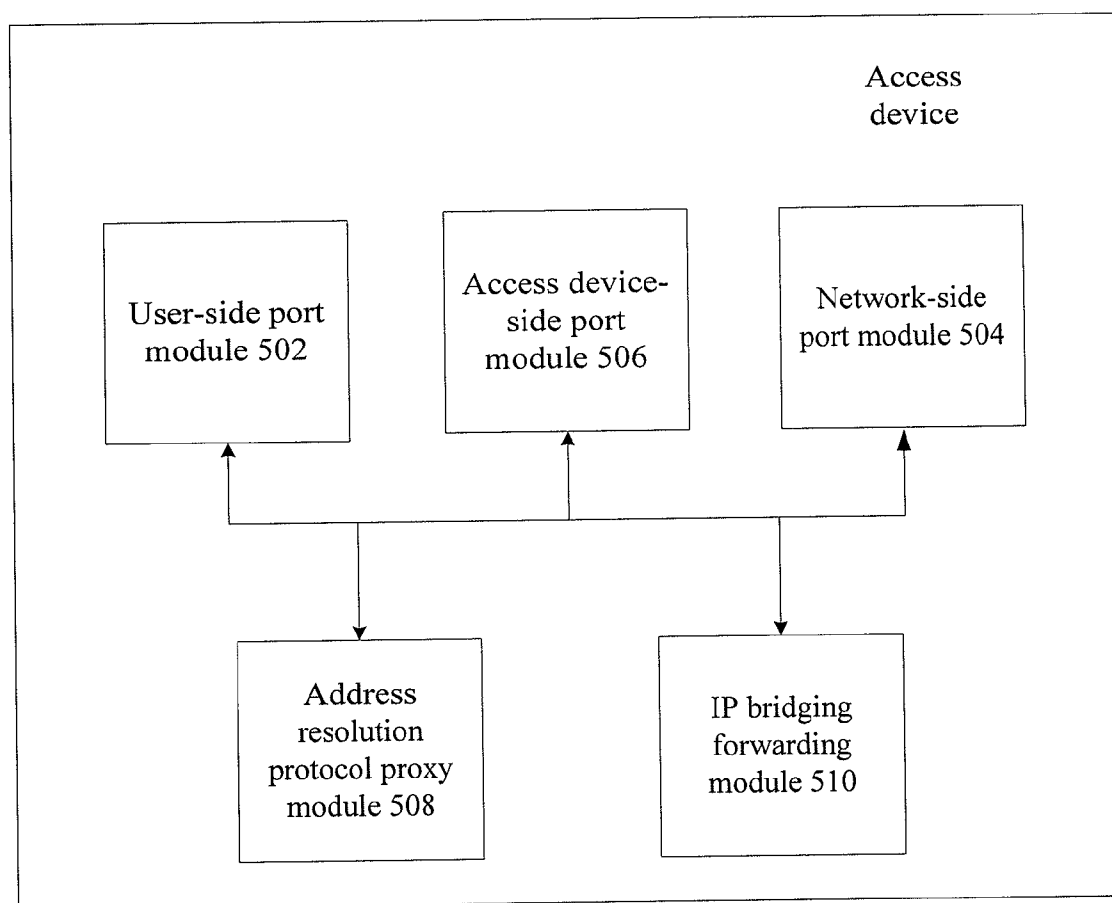 Access
device
User-side port
module 502
Access device-
side port
module 506
Network-side
port module 504
Address
resolution
protocol proxy
module 508
IP bridging
forwarding
module 510